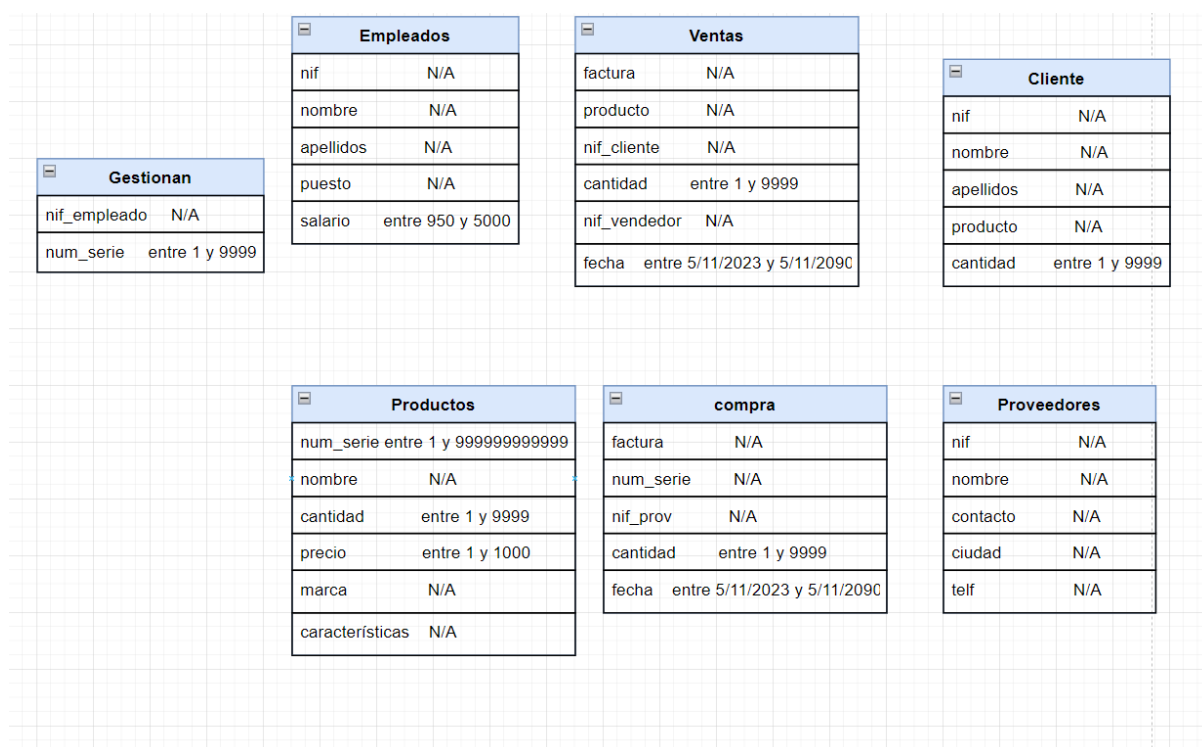 Empleados
nif N/A
nombre N/A
apellidos N/A
puesto N/A
salario entre 950 y 5000
Ventas
factura N/A
producto N/A
nif_cliente N/A
cantidad entre 1 y 9999
nif_vendedor N/A
fecha entre 5/11/2023 y 5/11/2090
Cliente
nif N/A
nombre N/A
apellidos N/A
producto N/A
cantidad entre 1 y 9999
Gestionan
nif_empleado N/A
num_serie entre 1 y 9999
Productos
num_serie entre 1 y 999999999999
nombre N/A
cantidad entre 1 y 9999
precio entre 1 y 1000
marca N/A
características N/A
compra
factura N/A
num_serie N/A
nif_prov N/A
cantidad entre 1 y 9999
fecha entre 5/11/2023 y 5/11/2090
Proveedores
nif N/A
nombre N/A
contacto N/A
ciudad N/A
telf N/A